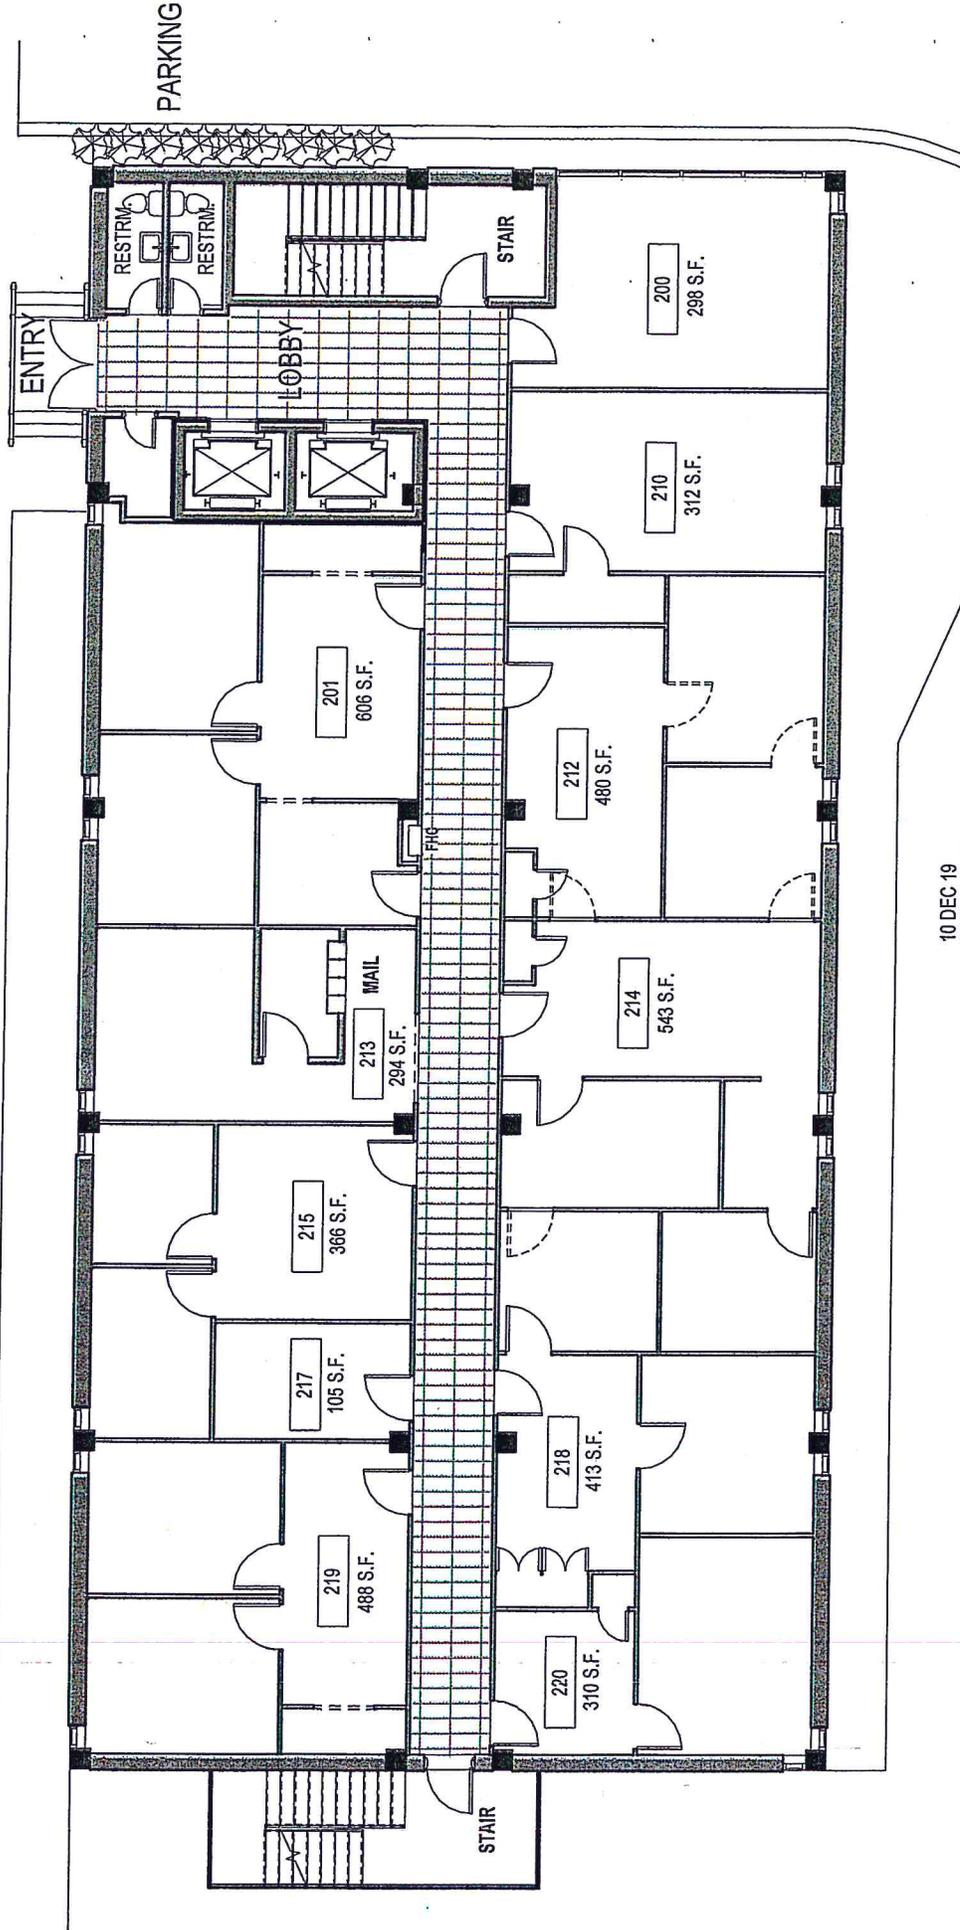 PARKING
ENTRY
RESTRM.
RESTRM.
LOBBY
STAIR
200
298 S.F.
210
312 S.F.
201
606 S.F.
212
480 S.F.
FHC
MAIL
213
294 S.F.
214
543 S.F.
215
366 S.F.
217
105 S.F.
218
413 S.F.
219
488 S.F.
220
310 S.F.
STAIR
10 DEC 19